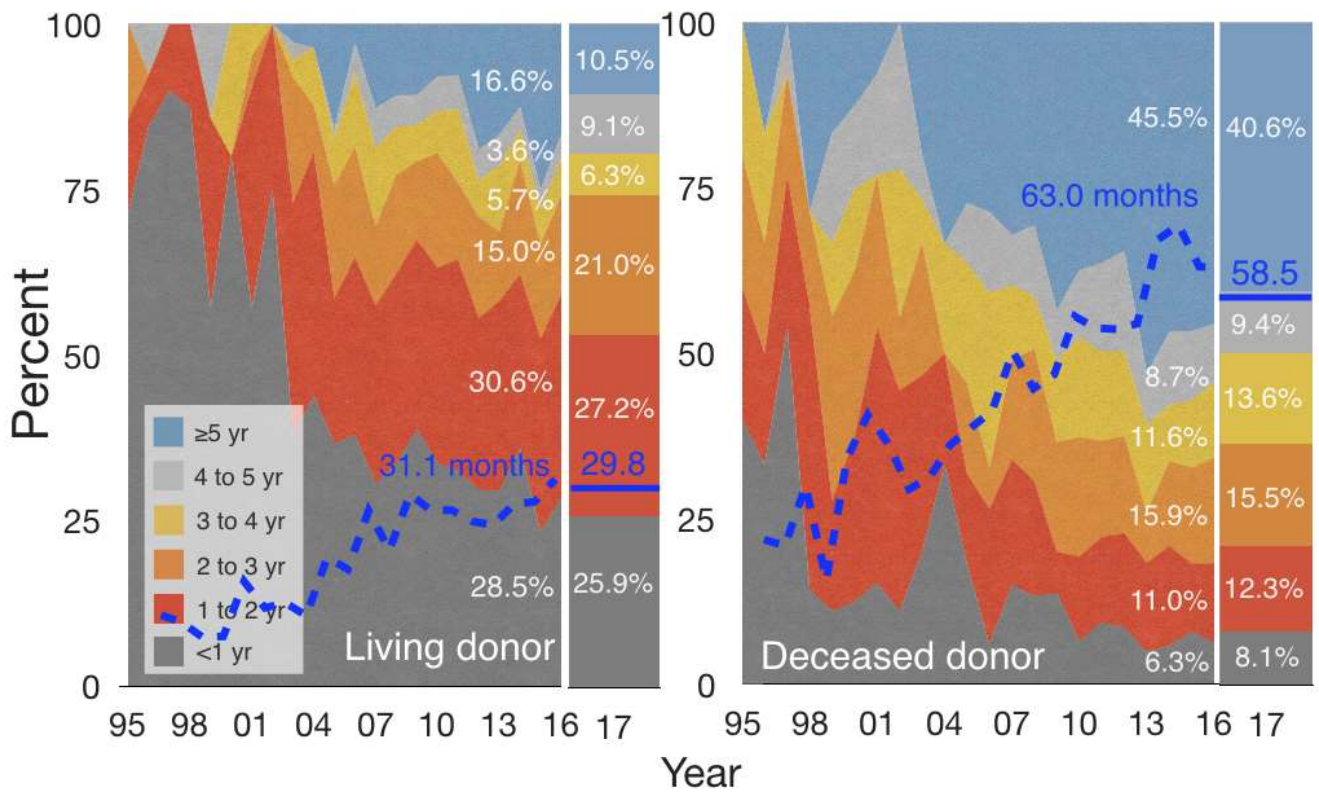 100
75
50
25
0
Percent
16.6%
3.6%
5.7%
15.0%
30.6%
31.1 months
28.5%
≥5 yr
4 to 5 yr
3 to 4 yr
2 to 3 yr
1 to 2 yr
<1 yr
Living donor
10.5%
9.1%
6.3%
21.0%
27.2%
29.8
25.9%
95 98 01 04 07 10 13 16 17
100
75
50
25
0
45.5%
63.0 months
8.7%
11.6%
15.9%
11.0%
6.3%
Deceased donor
40.6%
58.5
9.4%
13.6%
15.5%
12.3%
8.1%
95 98 01 04 07 10 13 16 17
Year